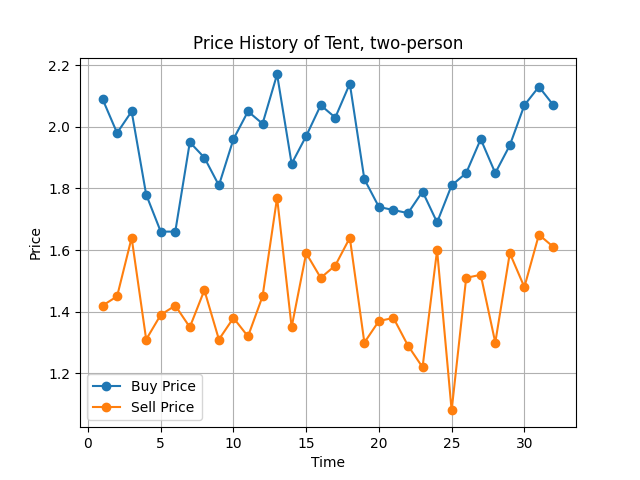 Price History of Tent, two-person
2.2
2.0
1.8
1.6
1.4
1.2
Price
Buy Price
Sell Price
0 5 10 15 20 25 30
Time